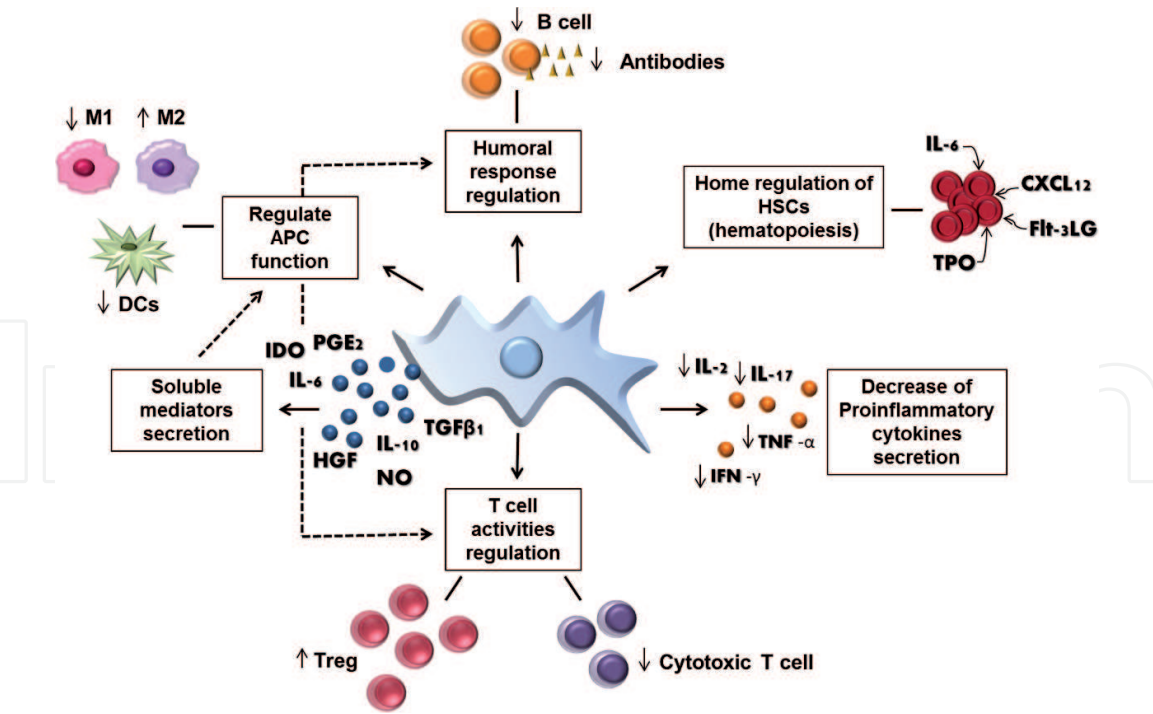 ↓ B cell
↓ Antibodies
↓ M1 ↑ M2
Humoral
response
regulation
IL-6
CXCL12
Flt-3LG
TPO
Home regulation of
HSCs
(hematopoiesis)
Regulate
APC
function
↓ DCs
IDO PGE2
IL-6
TGFβ1
IL-10
HGF
NO
Soluble
mediators
secretion
↓ IL-2 ↓ IL-17
↓ TNF -α
↓ IFN -γ
Decrease of
Proinflammatory
cytokines
secretion
T cell
activities
regulation
↑ Treg
↓ Cytotoxic T cell